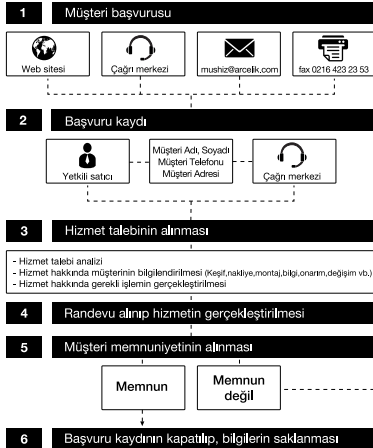 1 Müşteri başvurusu
Web sitesi
Çağrı merkezi
mushiz@arcelik.com
fax 0216 423 23 53
2 Başvuru kaydı
Yetkili satıcı
Müşteri Adı, Soyadı
Müşteri Telefonu
Müşteri Adresi
Çağrı merkezi
3 Hizmet talebinin alınması
- Hizmet talebi analizi
- Hizmet hakkında müşterinin bilgilendirilmesi (Keşif,nakliye,montaj,bilgi,onarım,değişim vb.)
- Hizmet hakkında gerekli işlemin gerçekleştirilmesi
4 Randevu alınıp hizmetin gerçekleştirilmesi
5 Müşteri memnuniyetinin alınması
Memnun
Memnun
değil
6 Başvuru kaydının kapatılıp, bilgilerin saklanması